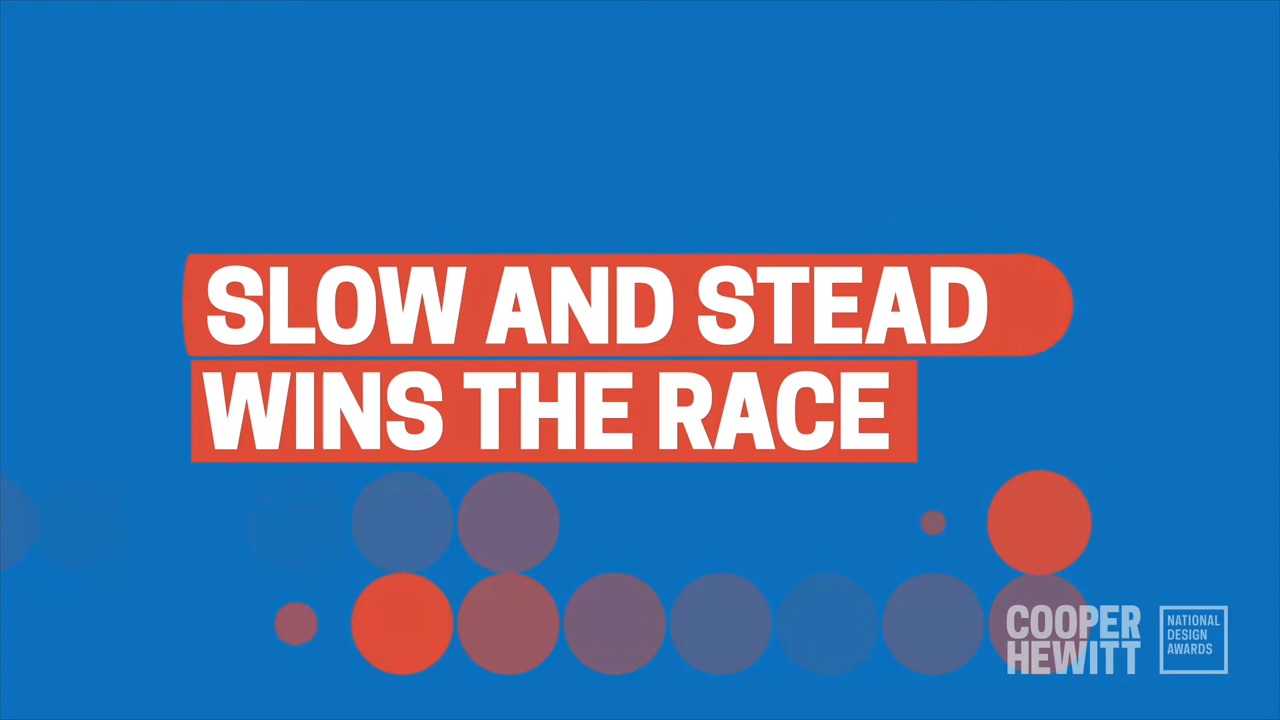 SLOW AND STEAD
WINS THE RACE
COOPER
HEWITT
NATIONAL
DESIGN
AWARDS